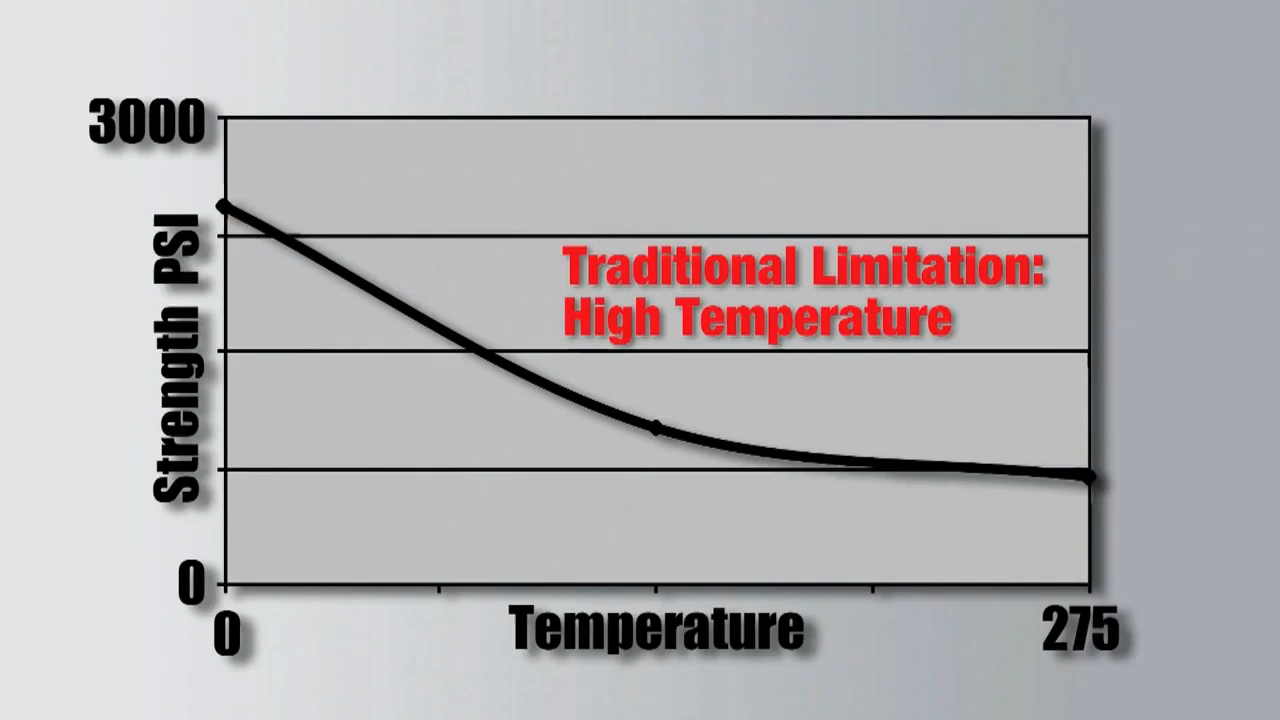 3000
Strength PSI
Traditional Limitation:
High Temperature
0
0
Temperature
275